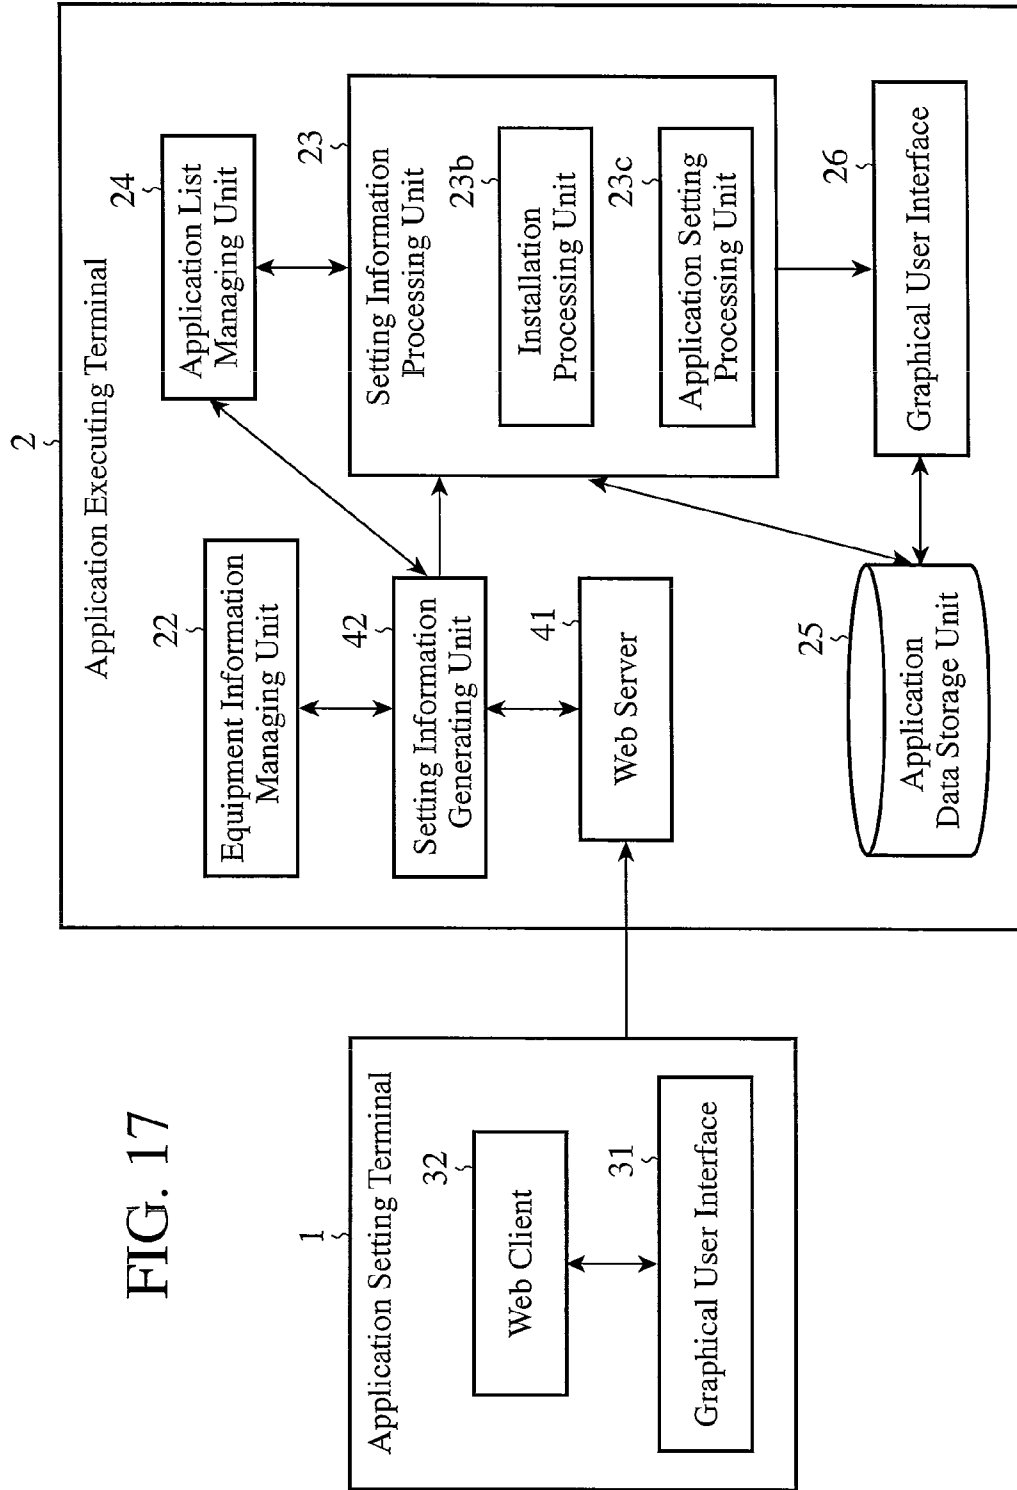 FIG. 17
1
Application Setting Terminal
32
Web Client
31
Graphical User Interface
2
Application Executing Terminal
22
Equipment Information
Managing Unit
42
Setting Information
Generating Unit
41
Web Server
25
Application
Data Storage Unit
24
Application List
Managing Unit
23
Setting Information
Processing Unit
23b
Installation
Processing Unit
23c
Application Setting
Processing Unit
26
Graphical User Interface